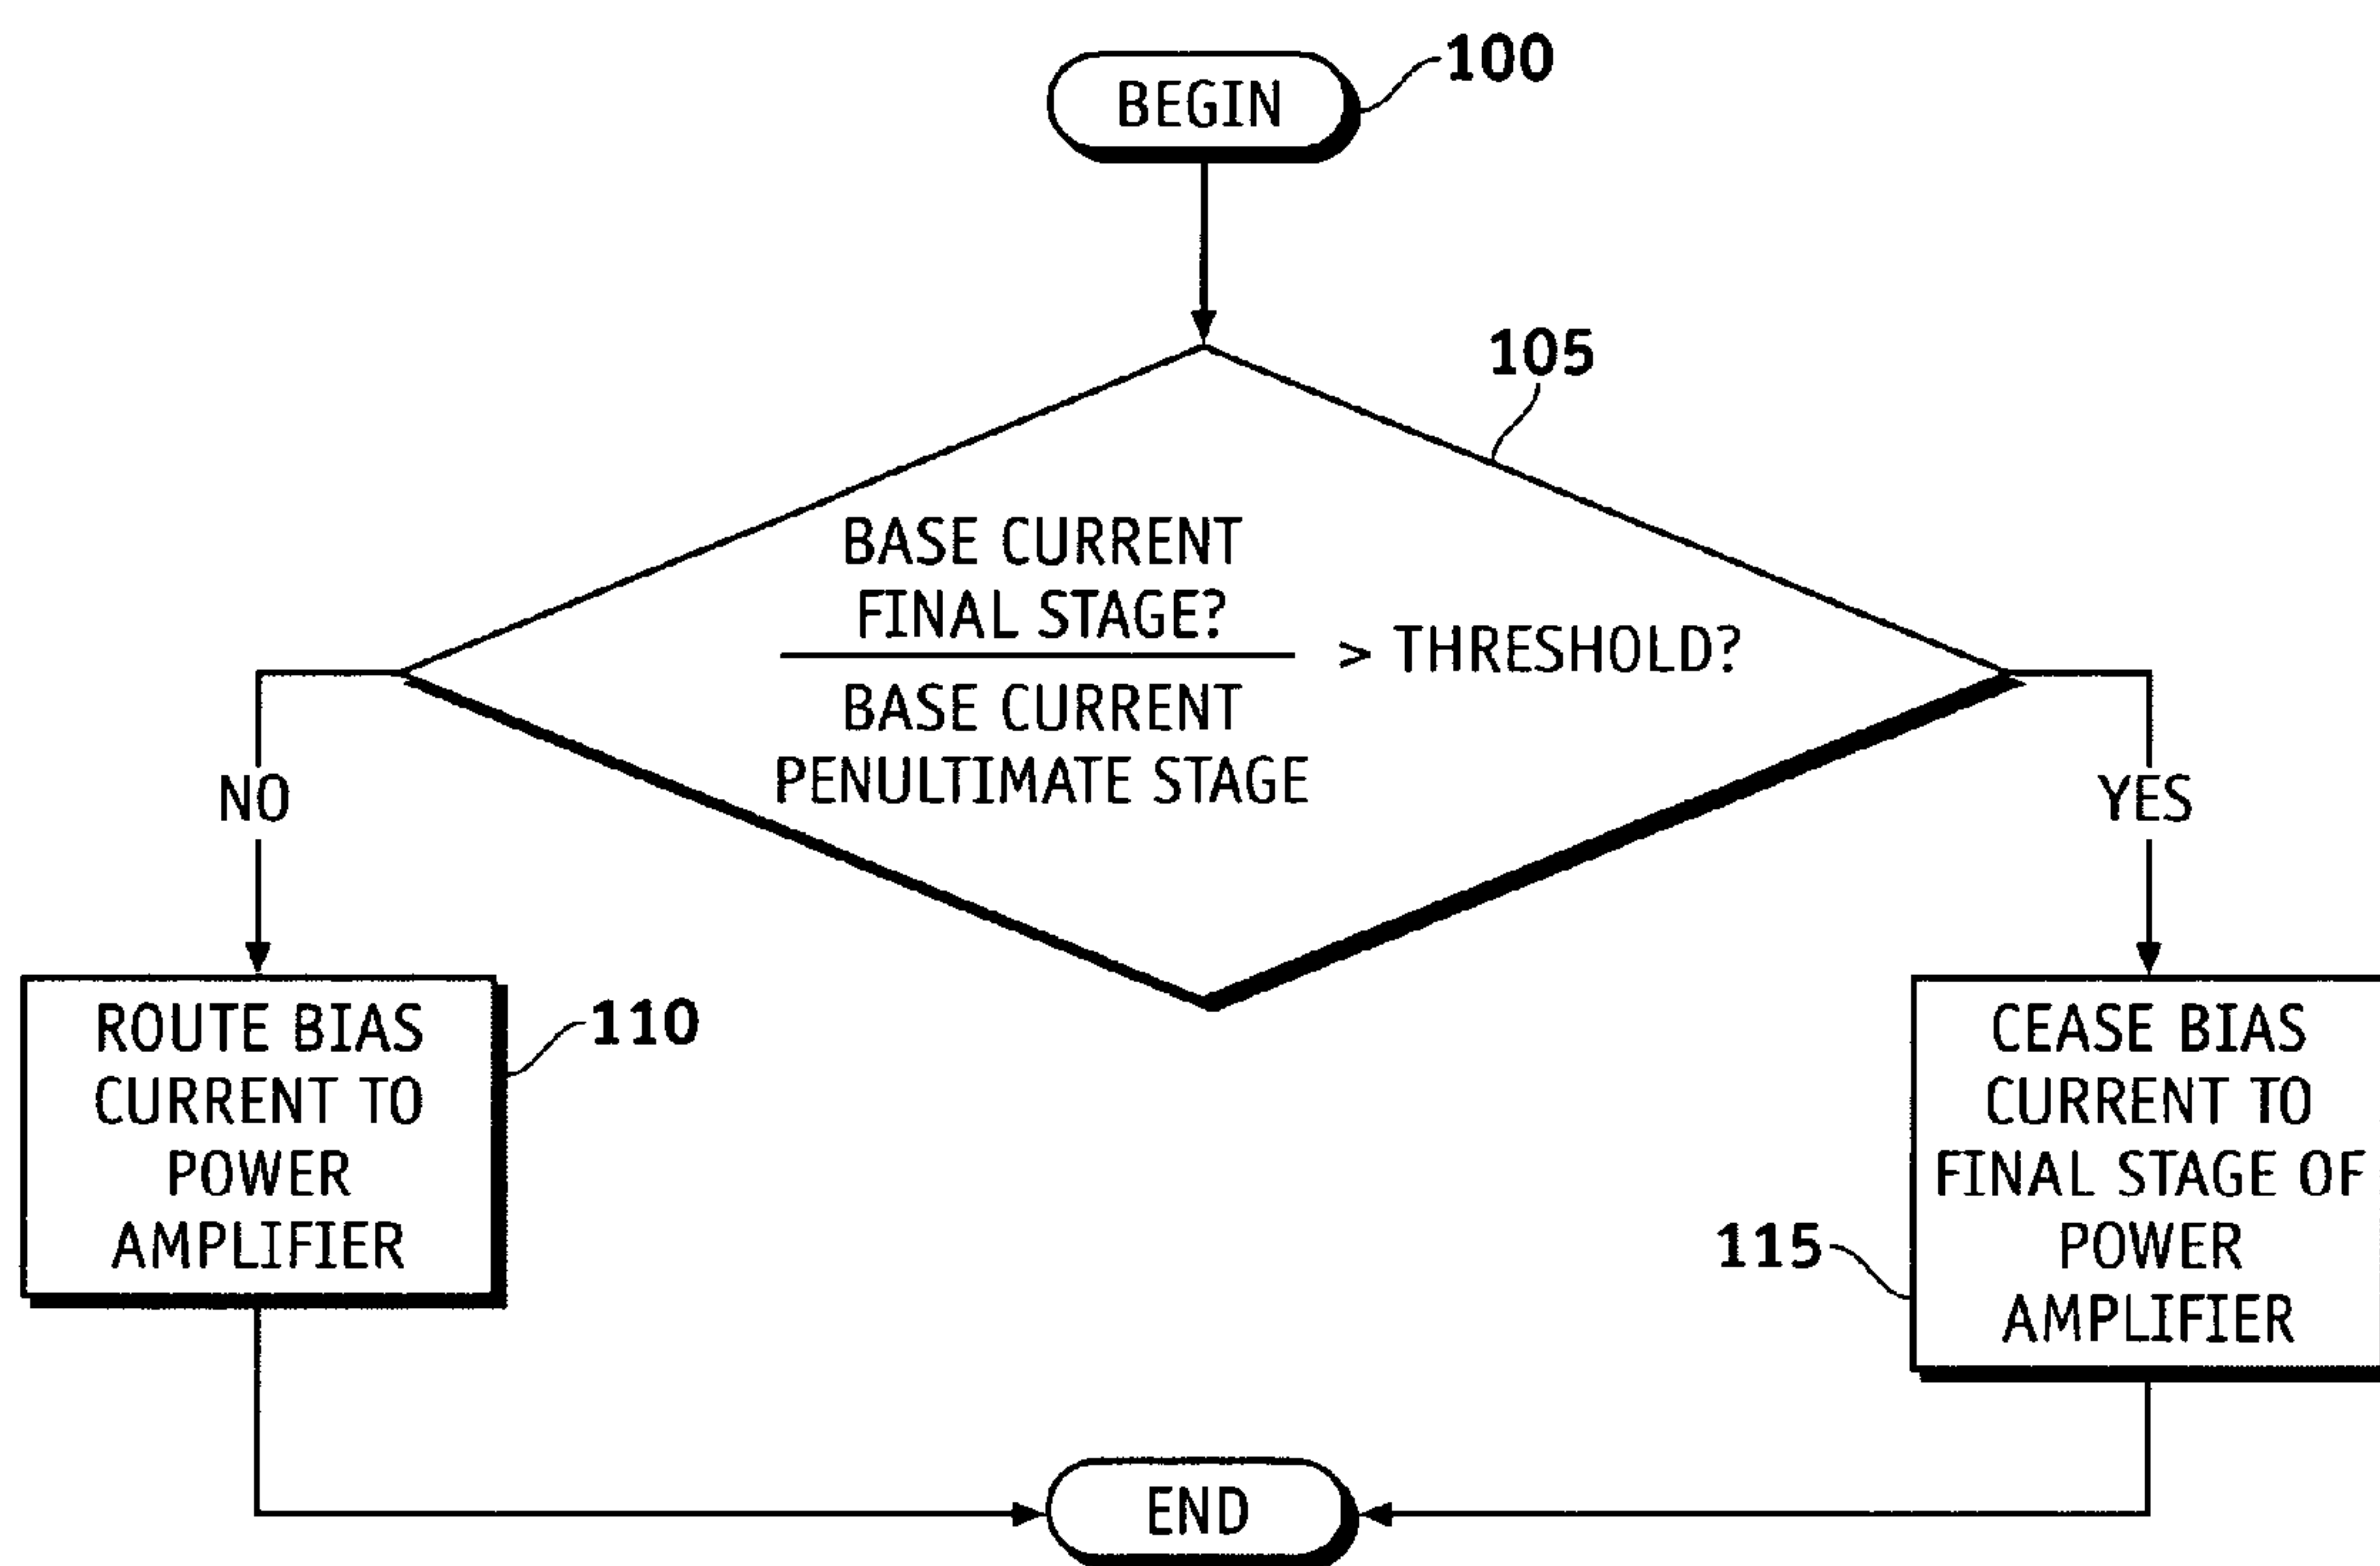 BEGIN
100
105
BASE CURRENT
FINAL STAGE?
> THRESHOLD?
BASE CURRENT
PENULTIMATE STAGE
NO
YES
ROUTE BIAS
CURRENT TO
POWER
AMPLIFIER
110
CEASE BIAS
CURRENT TO
FINAL STAGE OF
POWER
AMPLIFIER
115
END